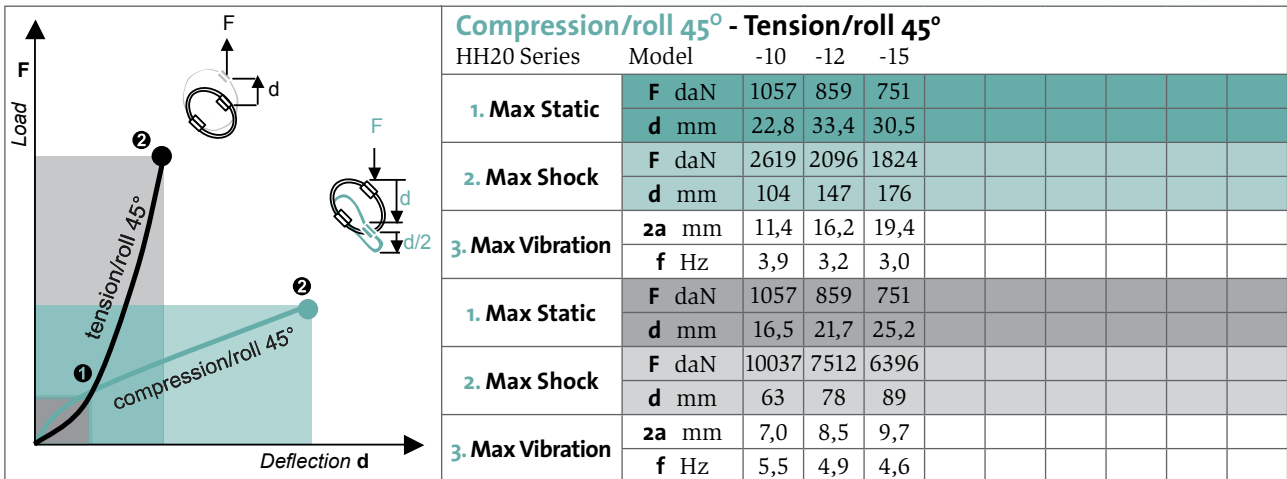 F
Load
F
d
❷
F
d
d/2
tension/roll 45°
❷
❶
compression/roll 45°
Deflection d
Compression/roll 45º - Tension/roll 45º
HH20 Series Model -10 -12 -15
1. Max Static F daN 1057 859 751
d mm 22,8 33,4 30,5
2. Max Shock F daN 2619 2096 1824
d mm 104 147 176
3. Max Vibration 2a mm 11,4 16,2 19,4
f Hz 3,9 3,2 3,0
1. Max Static F daN 1057 859 751
d mm 16,5 21,7 25,2
2. Max Shock F daN 10037 7512 6396
d mm 63 78 89
3. Max Vibration 2a mm 7,0 8,5 9,7
f Hz 5,5 4,9 4,6